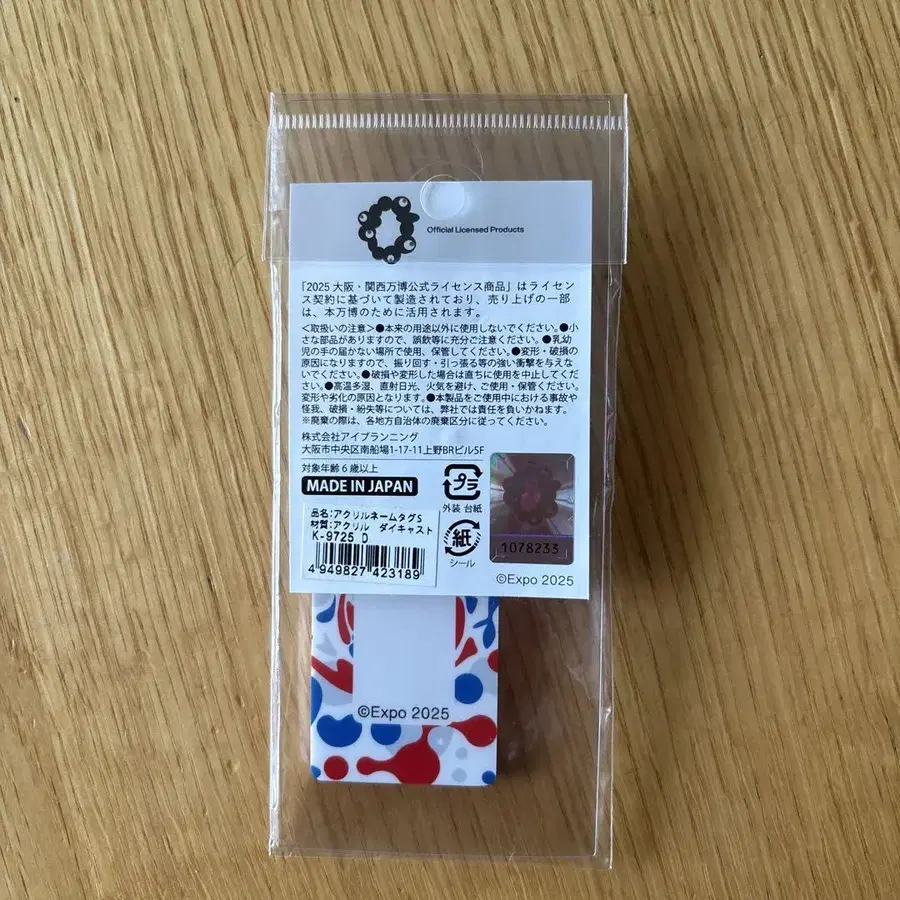 Official Licensed Products
「2025 大阪・関西万博公式ライセンス商品」はライセン
ス契約に基づいて製造されており、売り上げの一部
は、本万博のために活用されます。
＜取扱いの注意＞●本来の用途以外に使用しないでください。●小
さな部品がありますので、誤飲等に充分ご注意ください。●乳幼
児の手の届かない場所で使用、保管してください。●変形・破損の
原因になりますので、振り回す・引っ張る等の強い衝撃を与えな
いでください。●破損や変形した場合は直ちに使用を中止してくだ
さい。●高温多湿、直射日光、火気を避け、ご使用・保管ください。
変形や劣化の原因となります。●本製品をご使用中における事故や
怪我、破損・紛失等については、弊社では責任を負いかねます。
※廃棄の際は、各地方自治体の廃棄区分に従ってください。
株式会社アイプランニング
大阪市中央区南船場1-17-11上野BRビル5F
対象年齢６歳以上
MADE IN JAPAN
プラ
外装 台紙
紙
シール
品名:アクリルネームタグS
材質:アクリル　ダイキャスト
K-9725 D
4 949827 423189
1078233
©Expo 2025
©Expo 2025